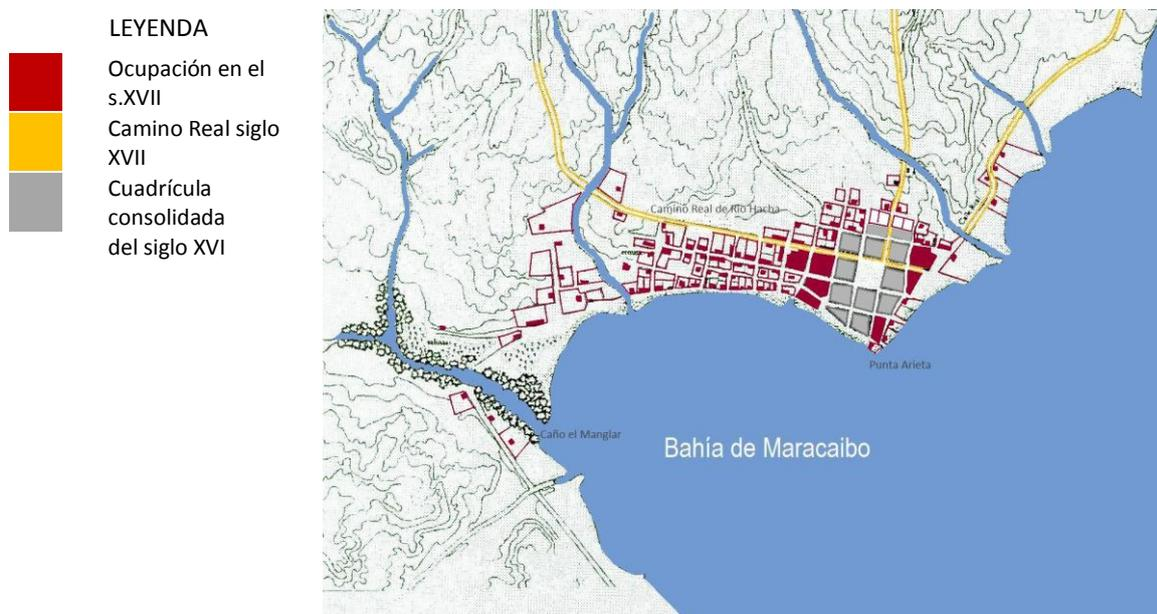 LEYENDA
Ocupación en el
s.XVII
Camino Real siglo
XVII
Cuadrícula
consolidada
del siglo XVI
Camino Real de Río Hacha
Punta Arieta
Caño el Manglar
Bahía de Maracaibo